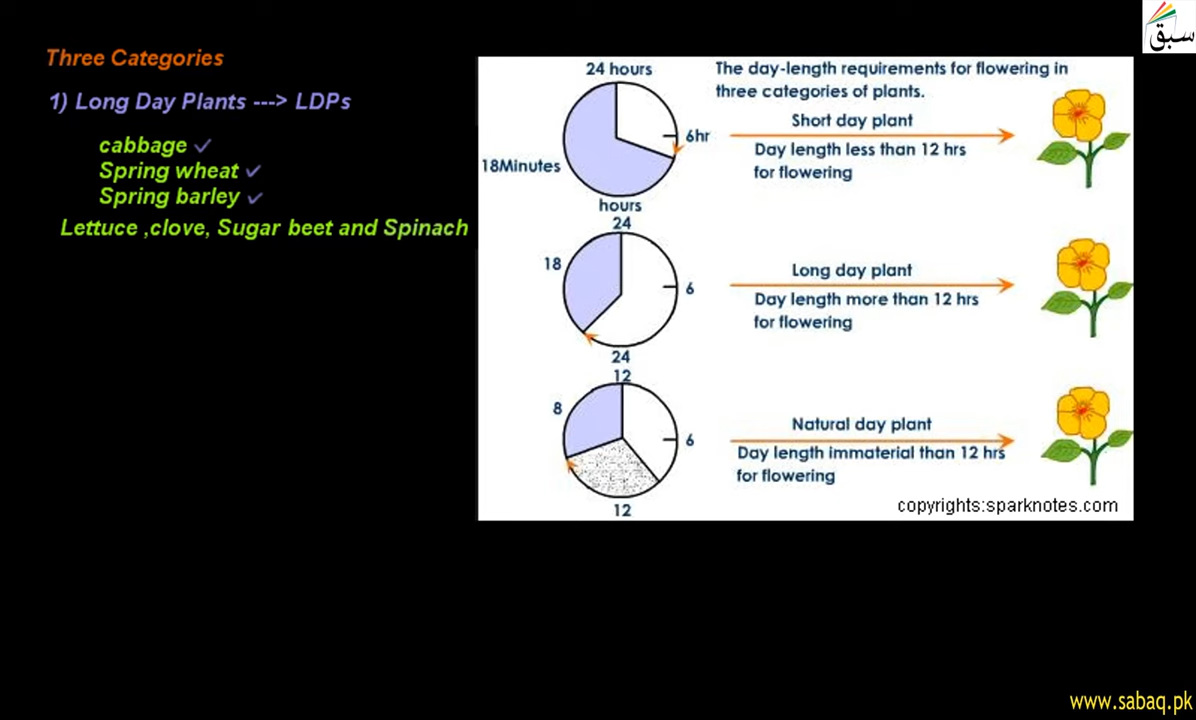 سبق
Three Categories
1) Long Day Plants ---> LDPs
cabbage
Spring wheat
Spring barley
Lettuce ,clove, Sugar beet and Spinach
24 hours
The day-length requirements for flowering in
three categories of plants.
Short day plant
6hr
Day length less than 12 hrs
for flowering
18Minutes
hours
24
18
Long day plant
6
Day length more than 12 hrs
for flowering
24
12
8
Natural day plant
6
Day length immaterial than 12 hrs
for flowering
12
copyrights:sparknotes.com
www.sabaq.pk